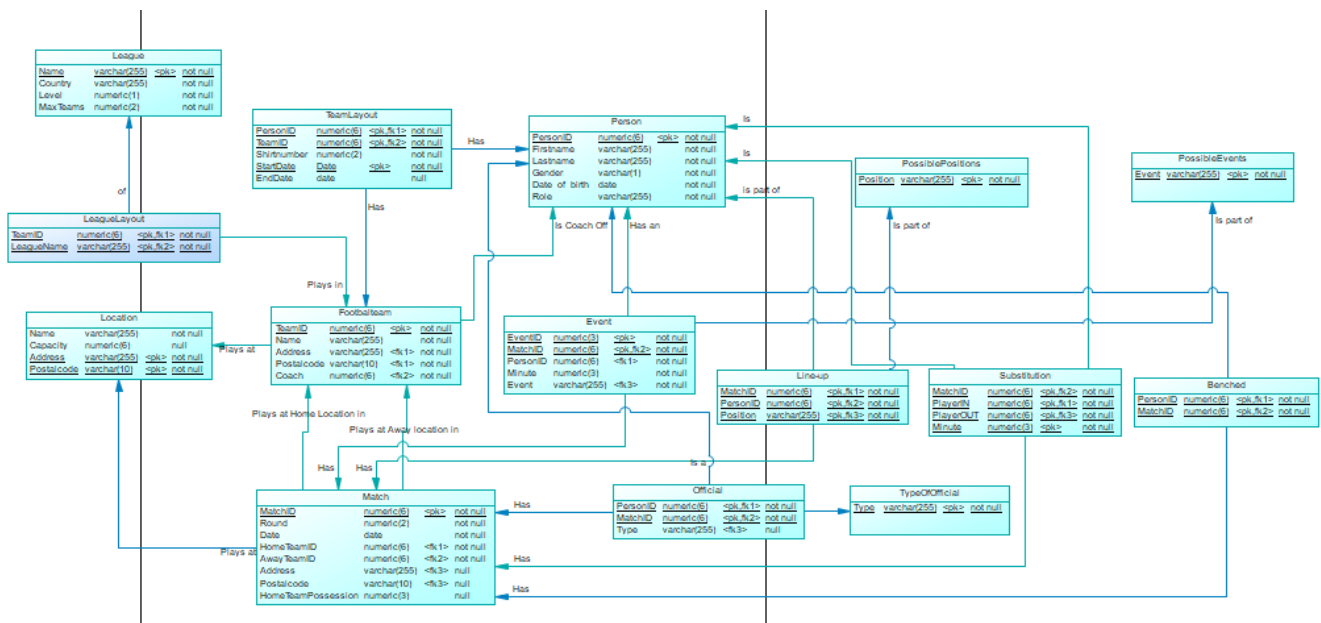 League
Name varchar(255) <pk> not null
Country varchar(255) not null
Level numeric(1) not null
MaxTeams numeric(2) not null
TeamLayout
PersonID numeric(6) <pk,fk1> not null
TeamID numeric(6) <pk,fk2> not null
Shirtnumber numeric(2) not null
StartDate Date <pk> not null
EndDate date null
Has
Person
PersonID numeric(6) <pk> not null
Firstname varchar(255) not null
Lastname varchar(255) not null
Gender varchar(1) not null
Date of birth date not null
Role varchar(255) not null
Is
Is
is part of
PossiblePositions
Position varchar(255) <pk> not null
PossibleEvents
Event varchar(255) <pk> not null
of
Has
Is Coach Off
Has an
Is part of
Is part of
LeagueLayout
TeamID numeric(6) <pk,fk1> not null
LeagueName varchar(255) <pk,fk2> not null
Plays in
Location
Name varchar(255) not null
Capacity numeric(6) null
Address varchar(255) <pk> not null
Postalcode varchar(10) <pk> not null
Plays at
Footbalteam
TeamID numeric(6) <pk> not null
Name varchar(255) not null
Address varchar(255) <fk1> not null
Postalcode varchar(10) <fk1> not null
Coach numeric(6) <fk2> not null
Event
EventID numeric(3) <pk> not null
MatchID numeric(6) <pk,fk2> not null
PersonID numeric(6) <fk1> not null
Minute numeric(3) not null
Event varchar(255) <fk3> not null
Line-up
MatchID numeric(6) <pk,fk1> not null
PersonID numeric(6) <pk,fk2> not null
Position varchar(255) <pk,fk3> not null
Substitution
MatchID numeric(6) <pk,fk2> not null
PlayerIN numeric(6) <pk,fk1> not null
PlayerOUT numeric(6) <pk,fk3> not null
Minute numeric(3) <pk> not null
Benched
PersonID numeric(6) <pk,fk1> not null
MatchID numeric(6) <pk,fk2> not null
Plays at Home Location in
Plays at Away location in
Has
Has
Is a
Match
MatchID numeric(6) <pk> not null
Round numeric(2) not null
Date date not null
HomeTeamID numeric(6) <fk1> not null
AwayTeamID numeric(6) <fk2> not null
Address varchar(255) <fk3> null
Postalcode varchar(10) <fk3> null
HomeTeamPossession numeric(3) null
Plays at
Has
Official
PersonID numeric(6) <pk,fk1> not null
MatchID numeric(6) <pk,fk2> not null
Type varchar(255) <fk3> null
TypeOfOfficial
Type varchar(255) <pk> not null
Has
Has